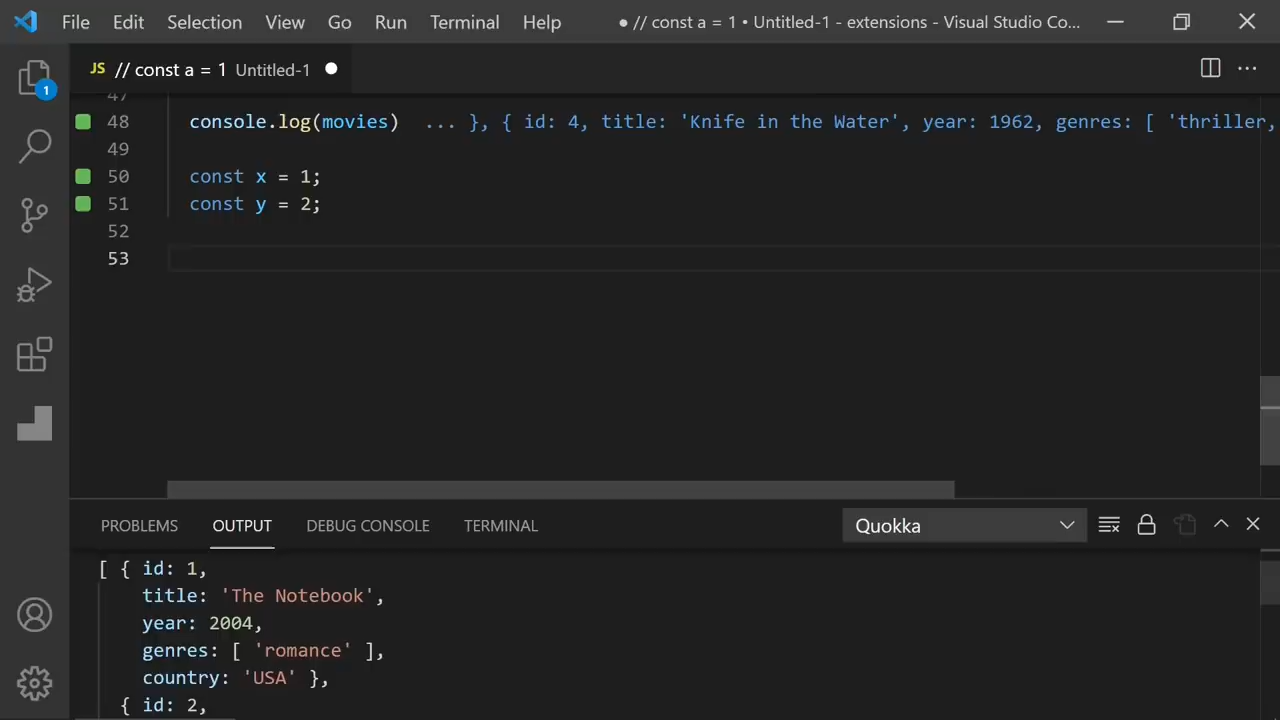 File Edit Selection View Go Run Terminal Help ● // const a = 1 • Untitled-1 - extensions - Visual Studio Co...
JS // const a = 1 Untitled-1 ●
1
47
48 console.log(movies) ... }, { id: 4, title: 'Knife in the Water', year: 1962, genres: [ 'thriller,
49
50 const x = 1;
51 const y = 2;
52
53
PROBLEMS OUTPUT DEBUG CONSOLE TERMINAL Quokka
[ { id: 1,
title: 'The Notebook',
year: 2004,
genres: [ 'romance' ],
country: 'USA' },
{ id: 2,